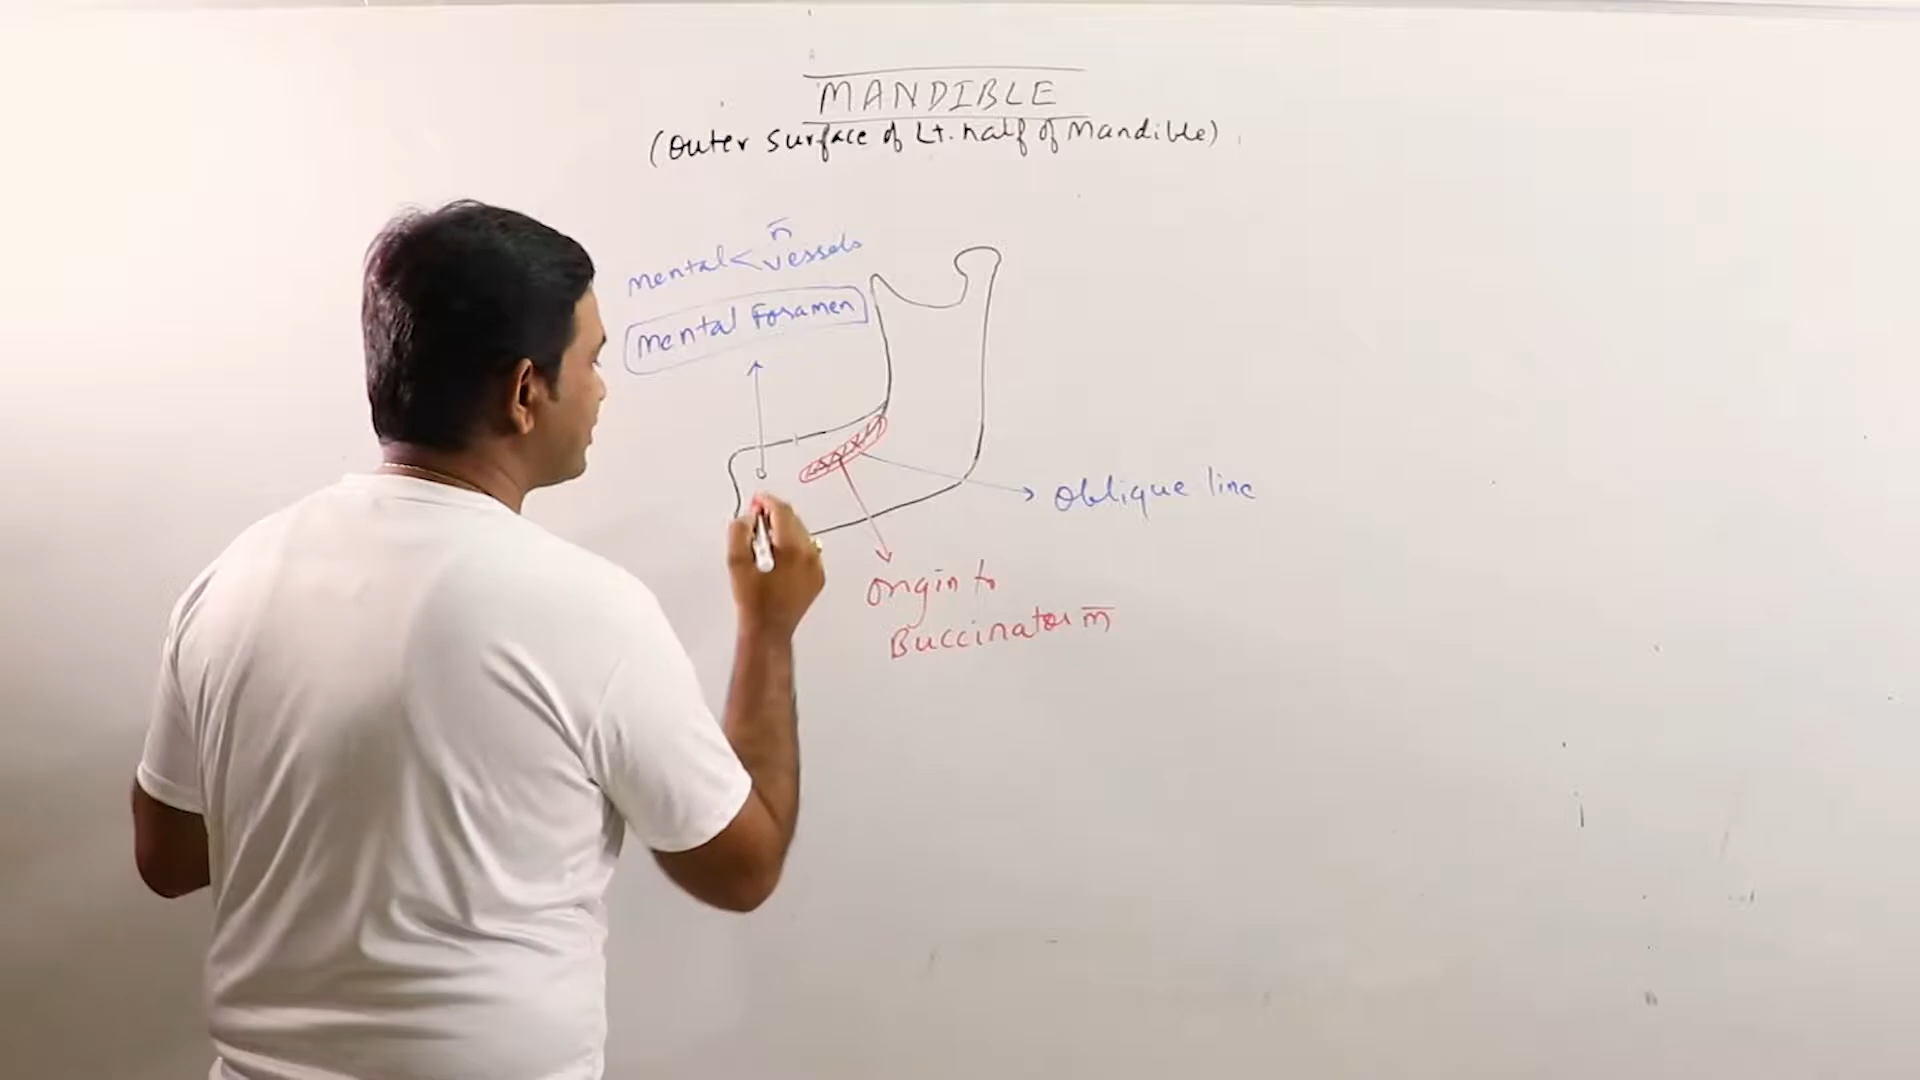 MANDIBLE
(Outer surface of Lt. half of Mandible)
n̄
mental < vessels
Mental Foramen
oblique line
origin to
Buccinator m̄